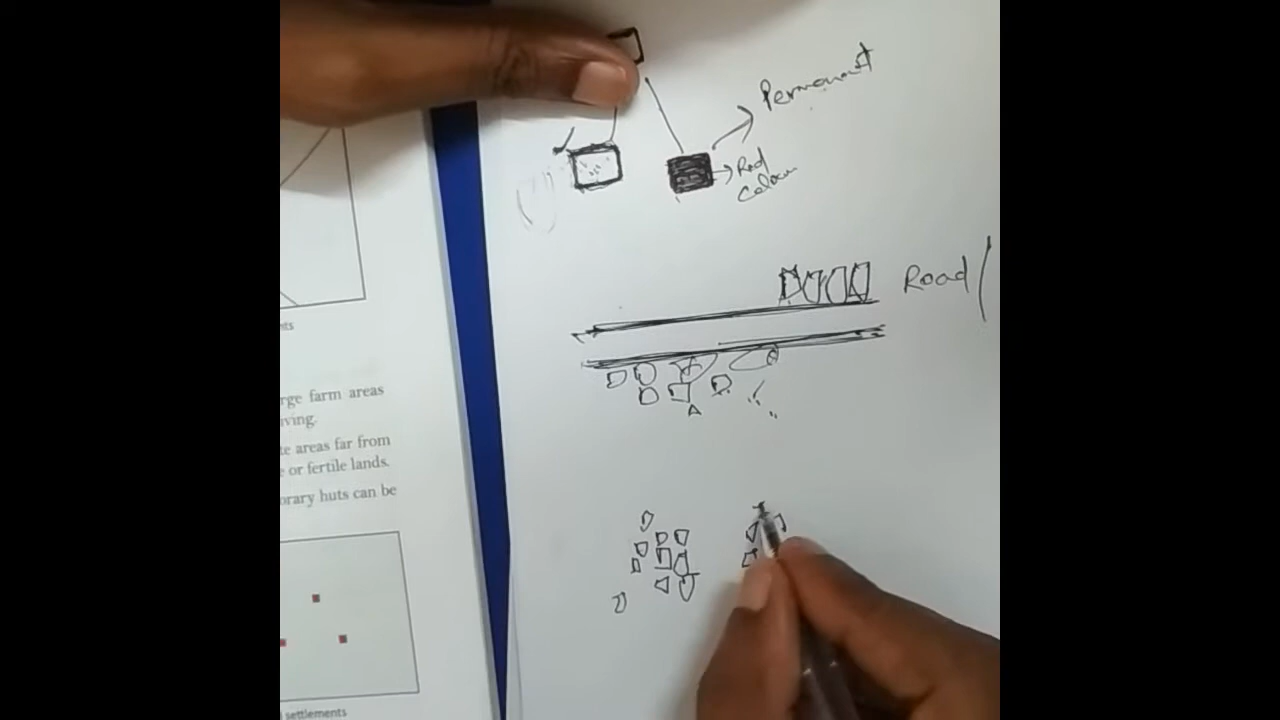 Permanent
Red
Colour
Road /
nts
rge farm areas
iving.
te areas far from
e or fertile lands.
orary huts can be
l settlements